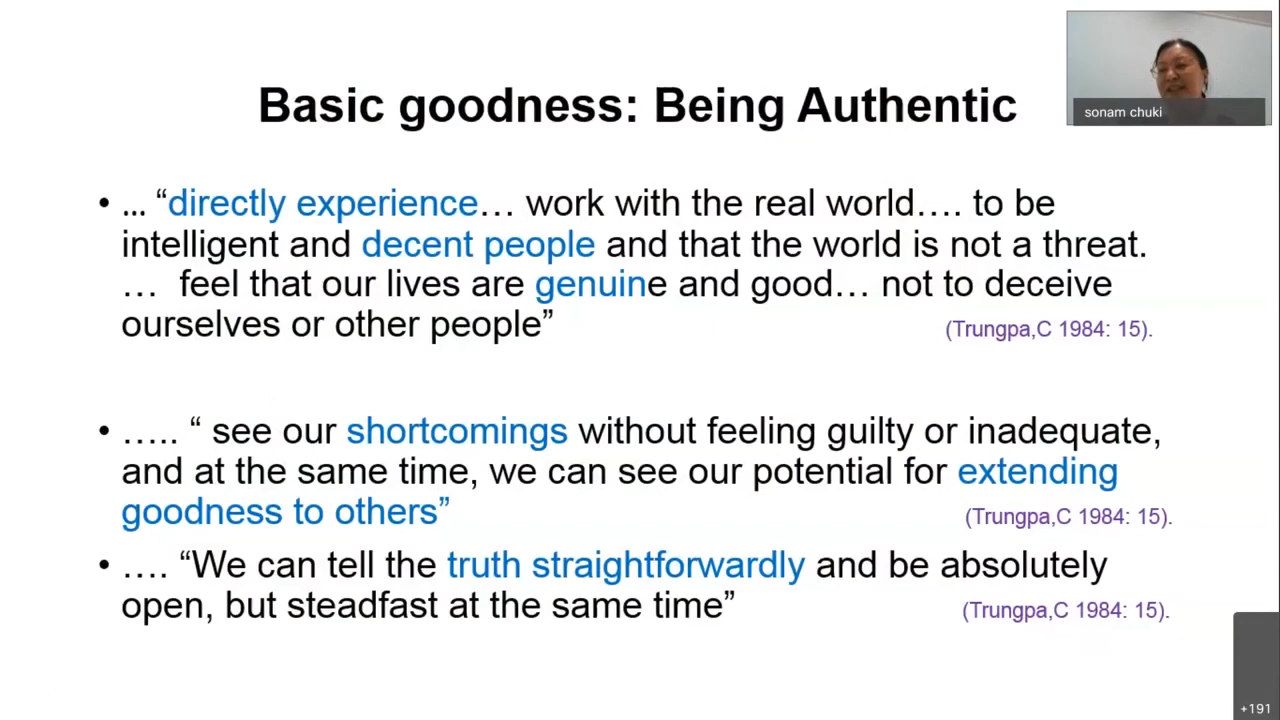 Basic goodness: Being Authentic
sonam chuki
• ... “directly experience… work with the real world…. to be
intelligent and decent people and that the world is not a threat.
… feel that our lives are genuine and good… not to deceive
ourselves or other people” (Trungpa,C 1984: 15).
• ….. “ see our shortcomings without feeling guilty or inadequate,
and at the same time, we can see our potential for extending
goodness to others” (Trungpa,C 1984: 15).
• …. “We can tell the truth straightforwardly and be absolutely
open, but steadfast at the same time” (Trungpa,C 1984: 15).
+191